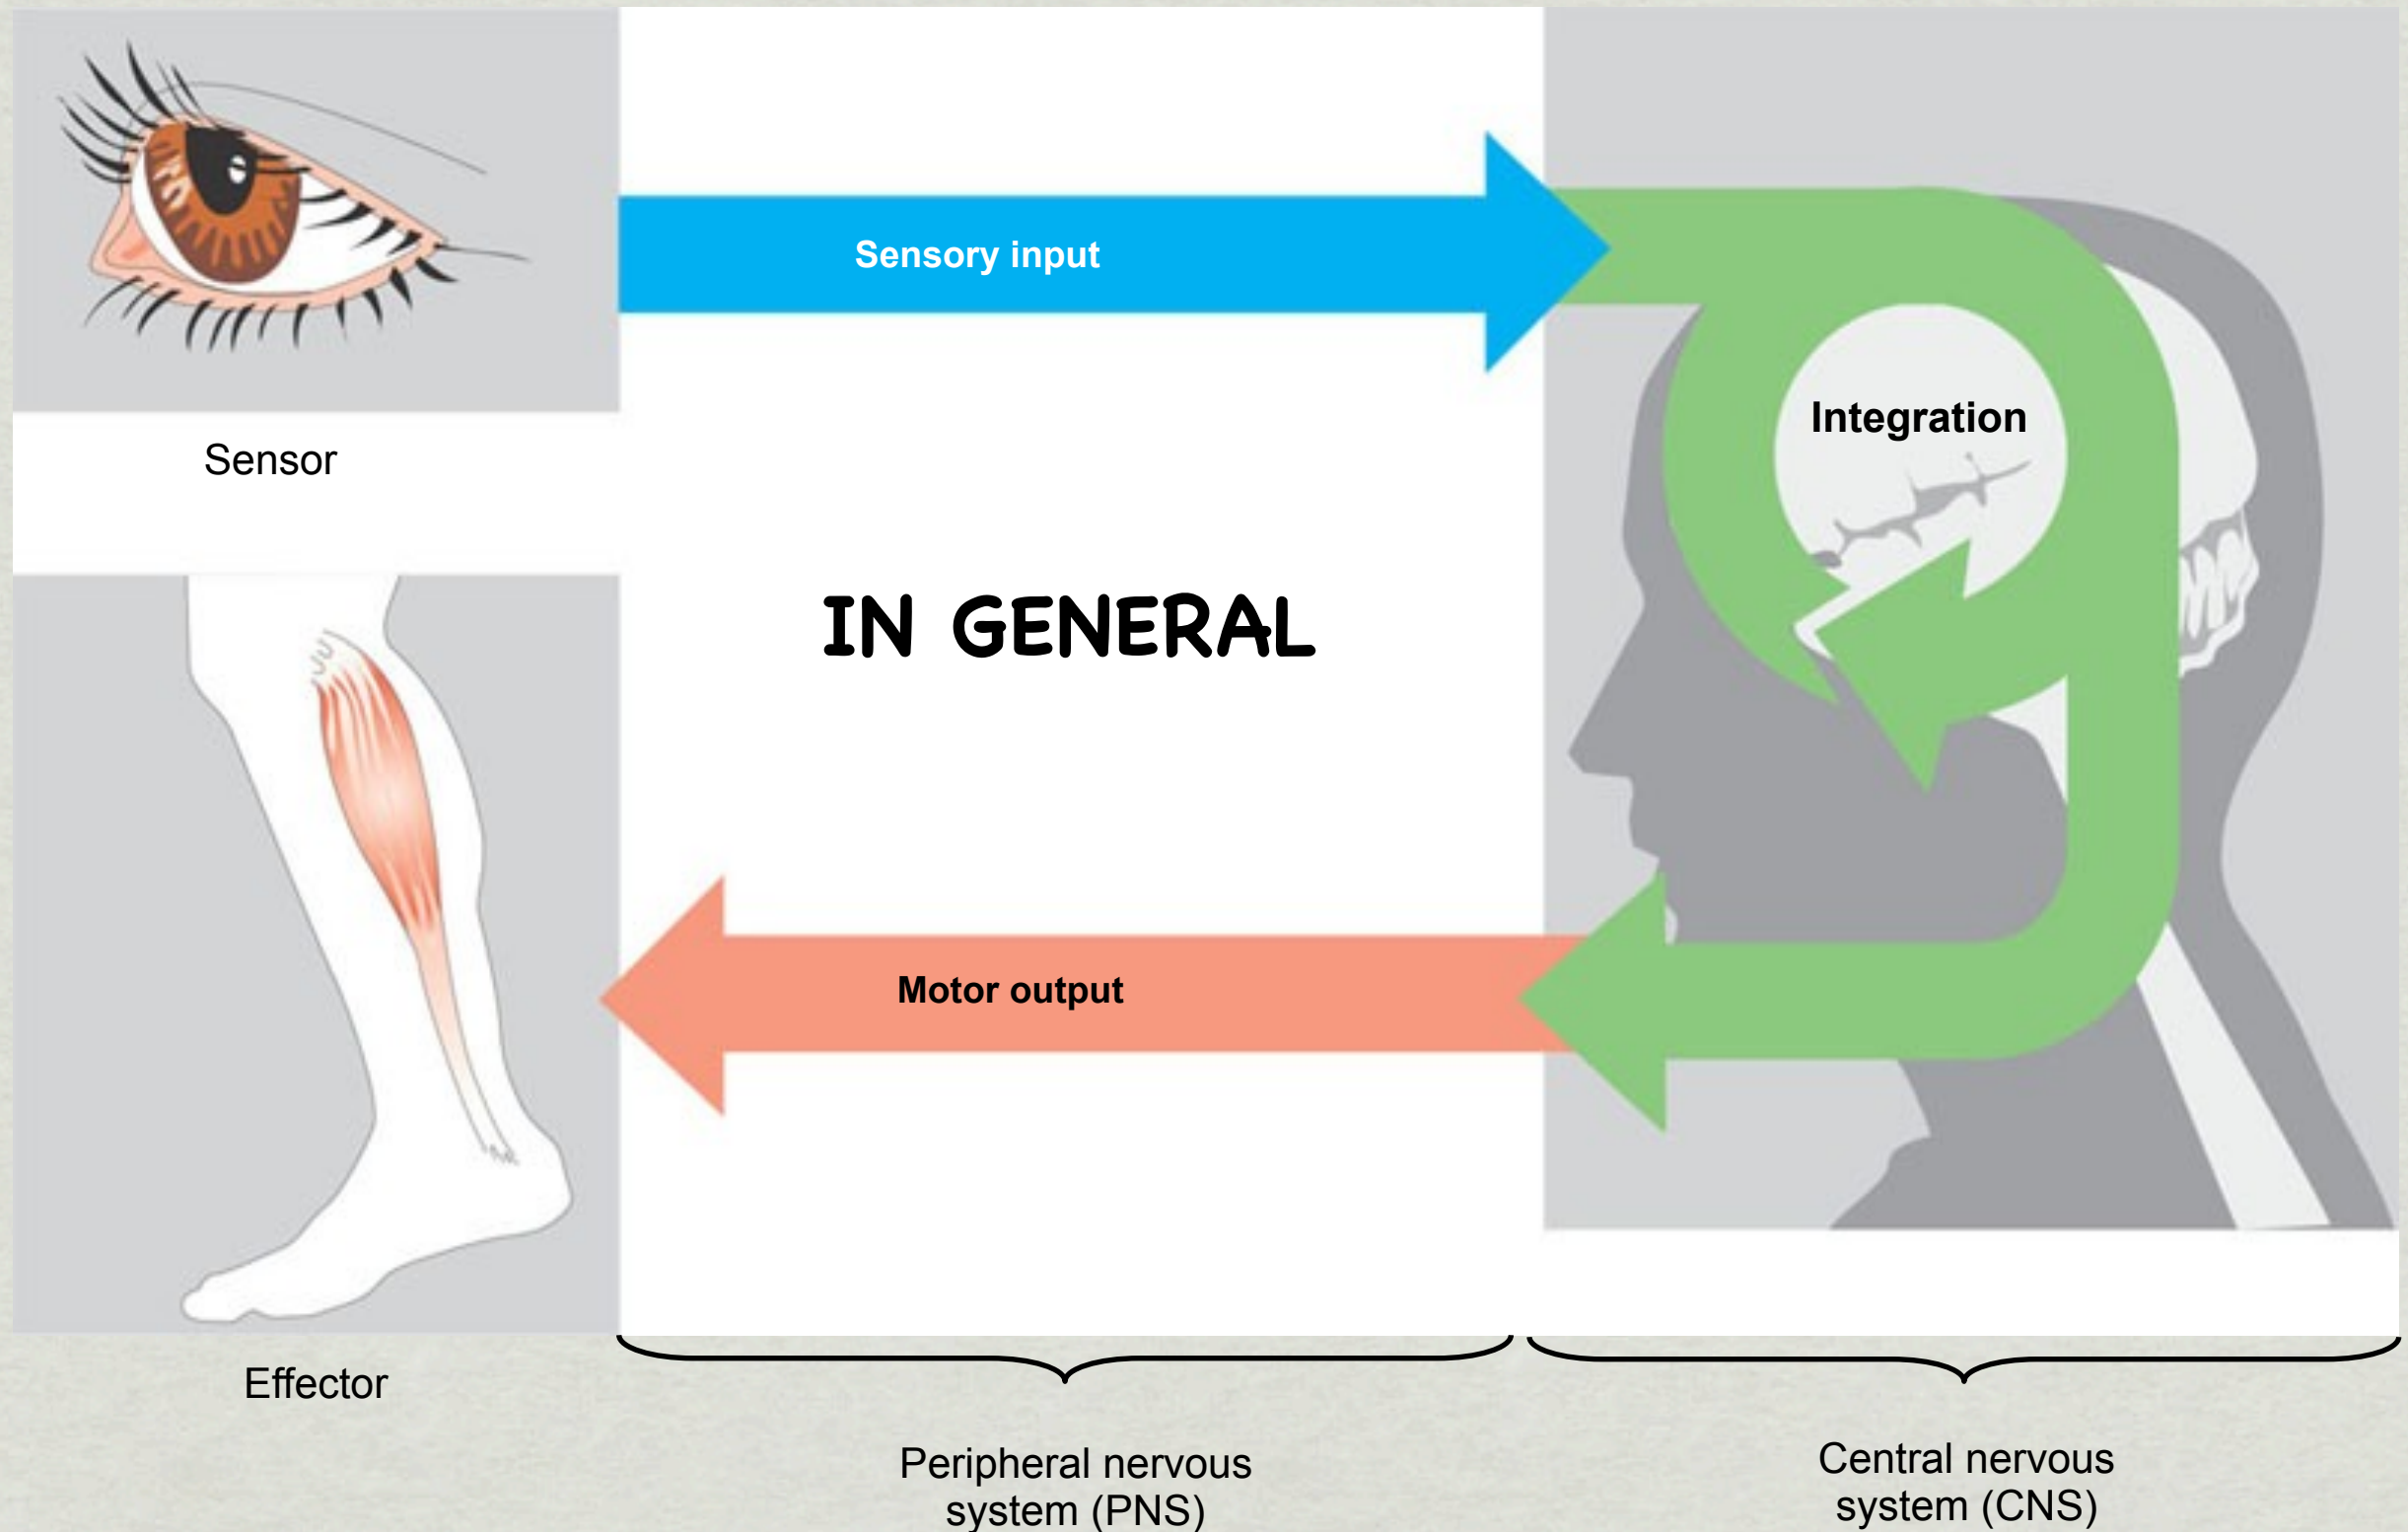 Sensory input
Integration
Sensor
IN GENERAL
Motor output
Effector
Peripheral nervous
system (PNS)
Central nervous
system (CNS)